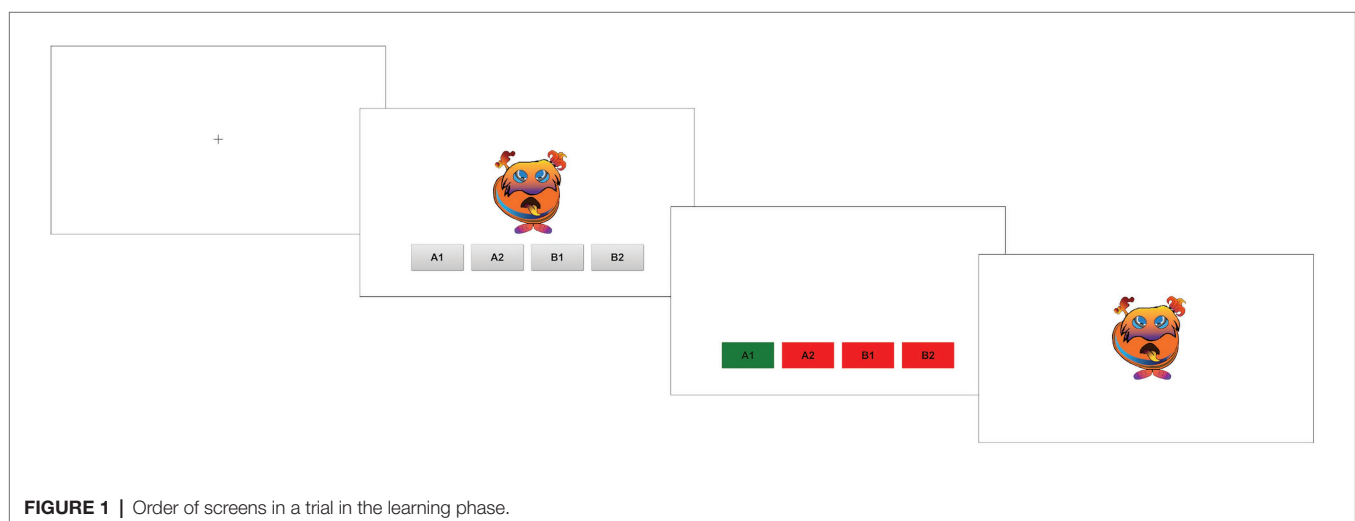 A1 A2 B1 B2
A1 A2 B1 B2
FIGURE 1 | Order of screens in a trial in the learning phase.